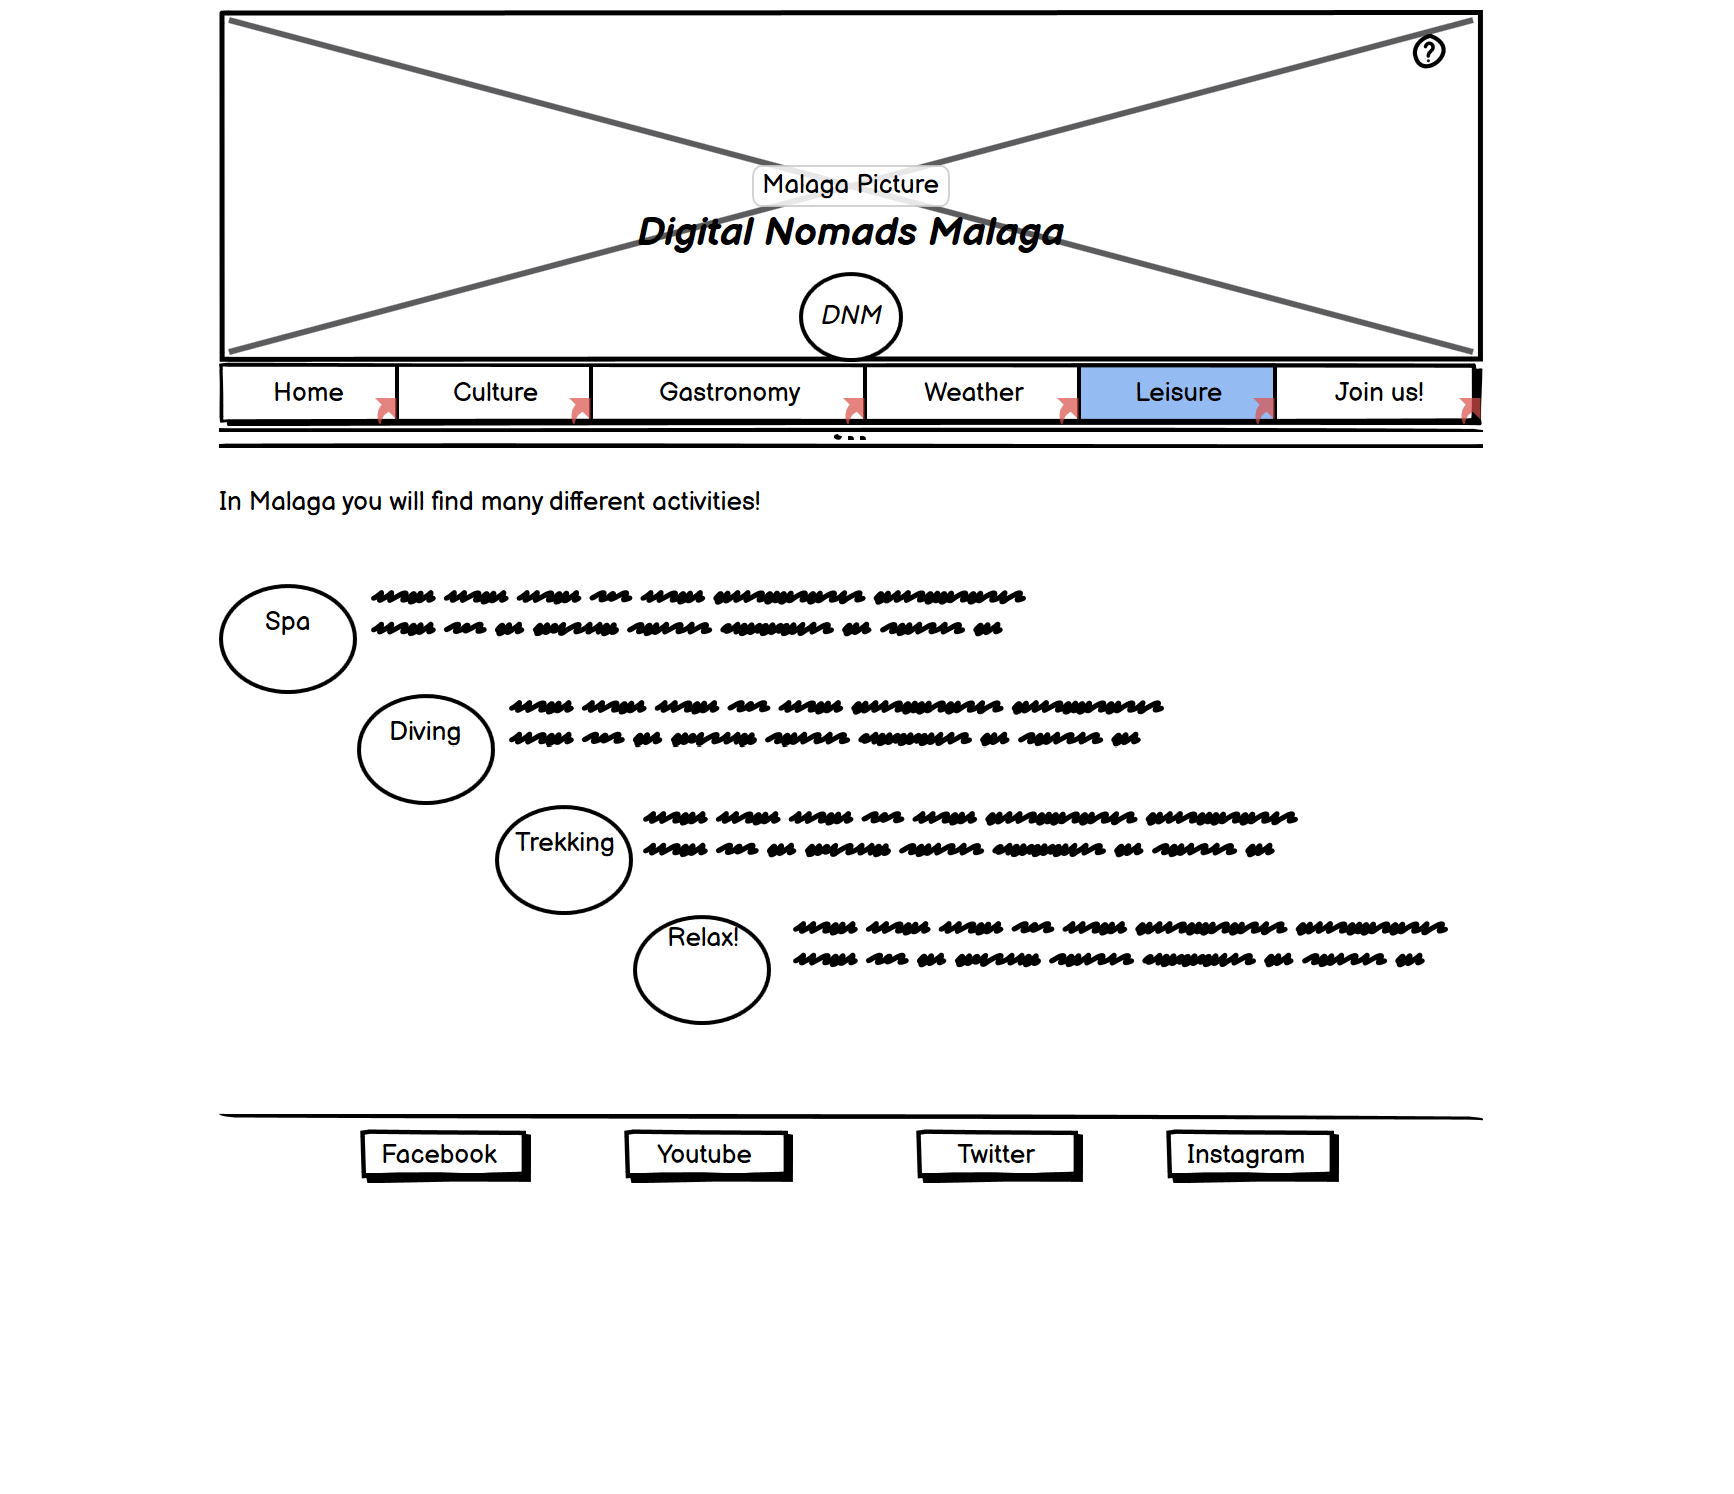 ?
Malaga Picture
Digital Nomads Malaga
DNM
Home Culture Gastronomy Weather Leisure Join us!
In Malaga you will find many different activities!
Spa
Diving
Trekking
Relax!
Facebook Youtube Twitter Instagram